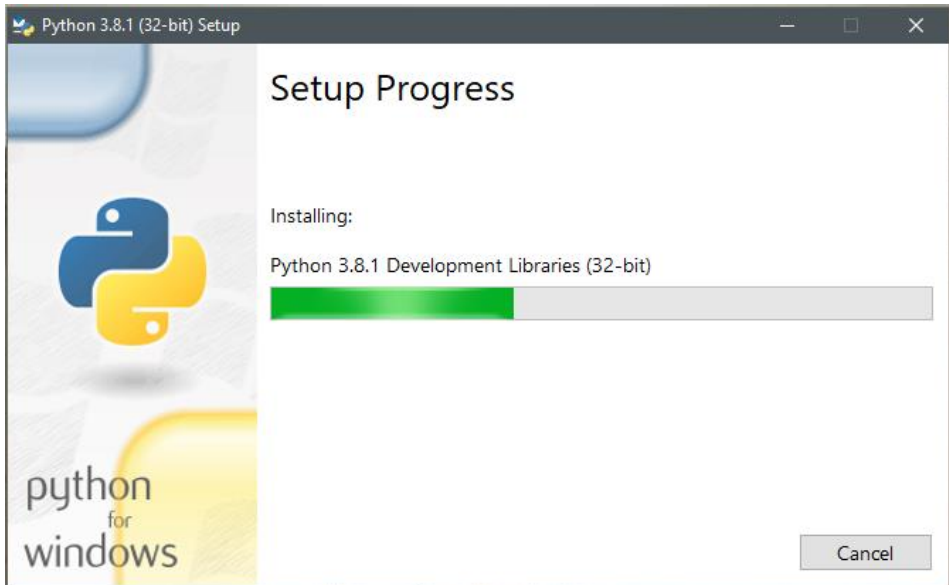 Python 3.8.1 (32-bit) Setup
Setup Progress
Installing:
Python 3.8.1 Development Libraries (32-bit)
python
for
windows
Cancel